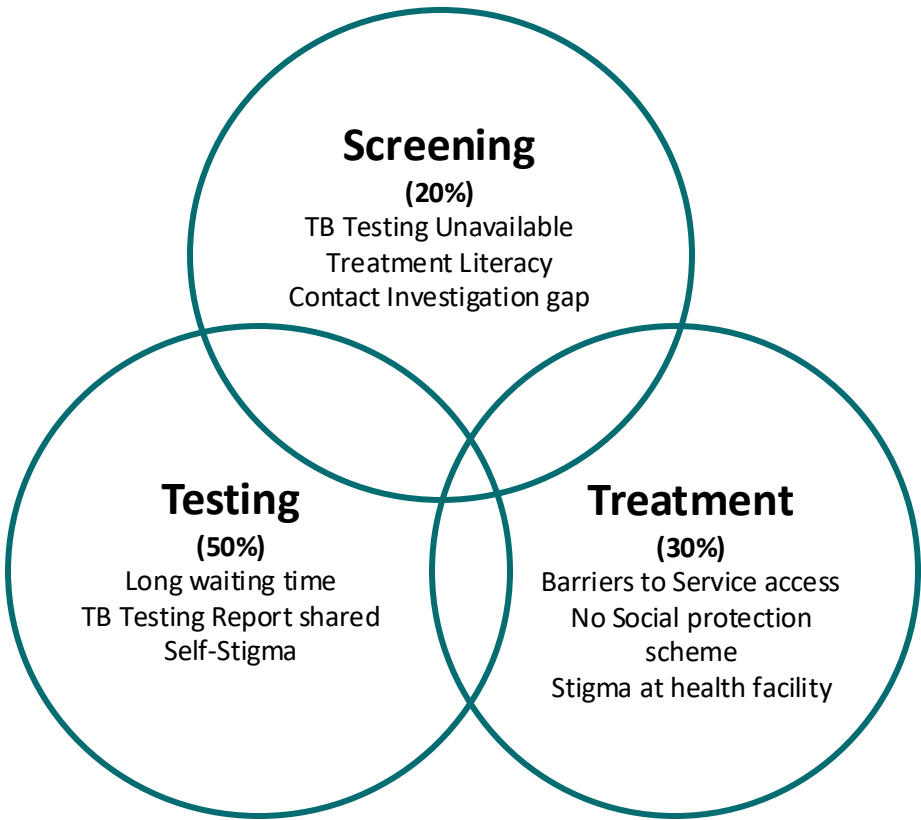 Screening
(20%)
TB Testing Unavailable
Treatment Literacy
Contact Investigation gap
Testing
(50%)
Long waiting time
TB Testing Report shared
Self-Stigma
Treatment
(30%)
Barriers to Service access
No Social protection
scheme
Stigma at health facility